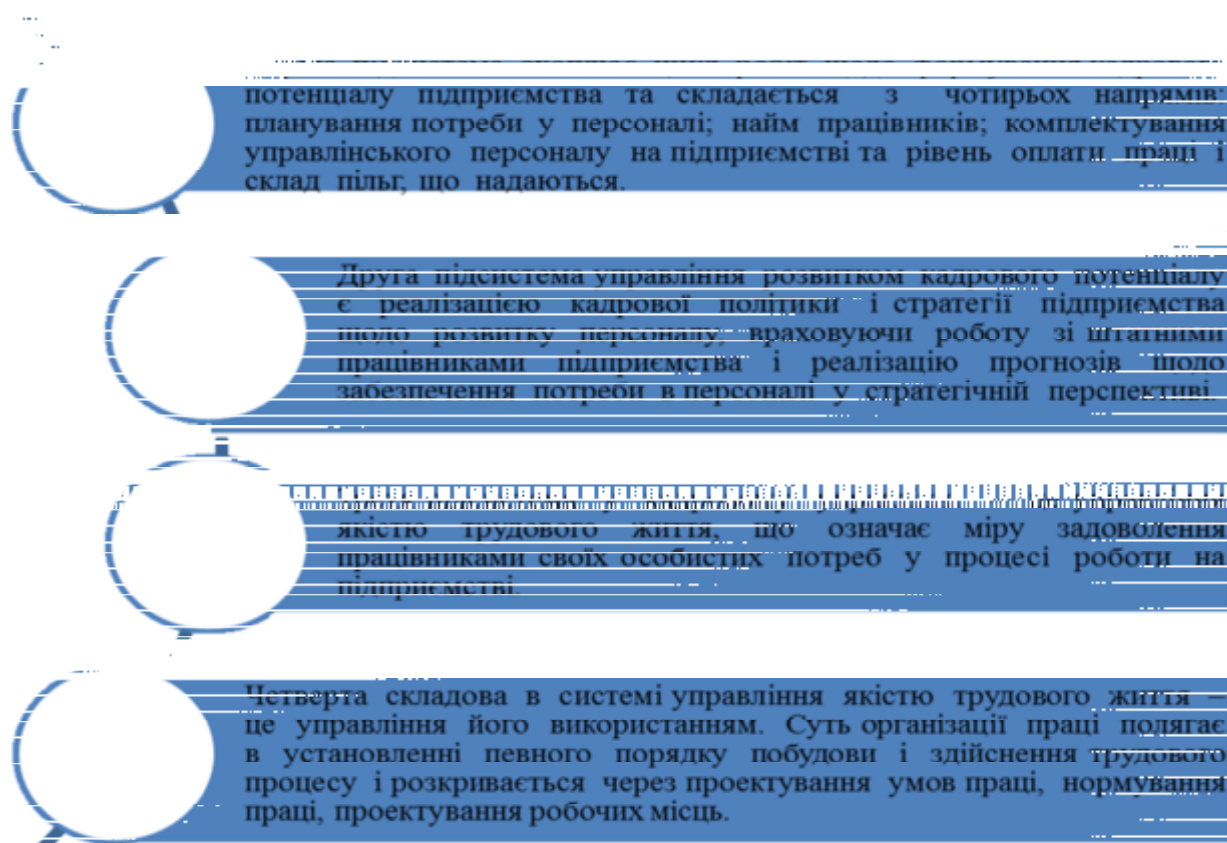 потенціалу підприємства та складається з чотирьох напрямів:
планування потреби у персоналі; найм працівників; комплектування
управлінського персоналу на підприємстві та рівень оплати праці і
склад пільг, що надаються.
Друга підсистема управління розвитком кадрового потенціалу
є реалізацією кадрової політики і стратегії підприємства
щодо розвитку персоналу, враховуючи роботу зі штатними
працівниками підприємства і реалізацію прогнозів щодо
забезпечення потреби в персоналі у стратегічній перспективі.
якістю трудового життя, що означає міру задоволення
працівниками своїх особистих потреб у процесі роботи на
підприємстві.
Четверта складова в системі управління якістю трудового життя –
це управління його використанням. Суть організації праці полягає
в установленні певного порядку побудови і здійснення трудового
процесу і розкривається через проектування умов праці, нормування
праці, проектування робочих місць.